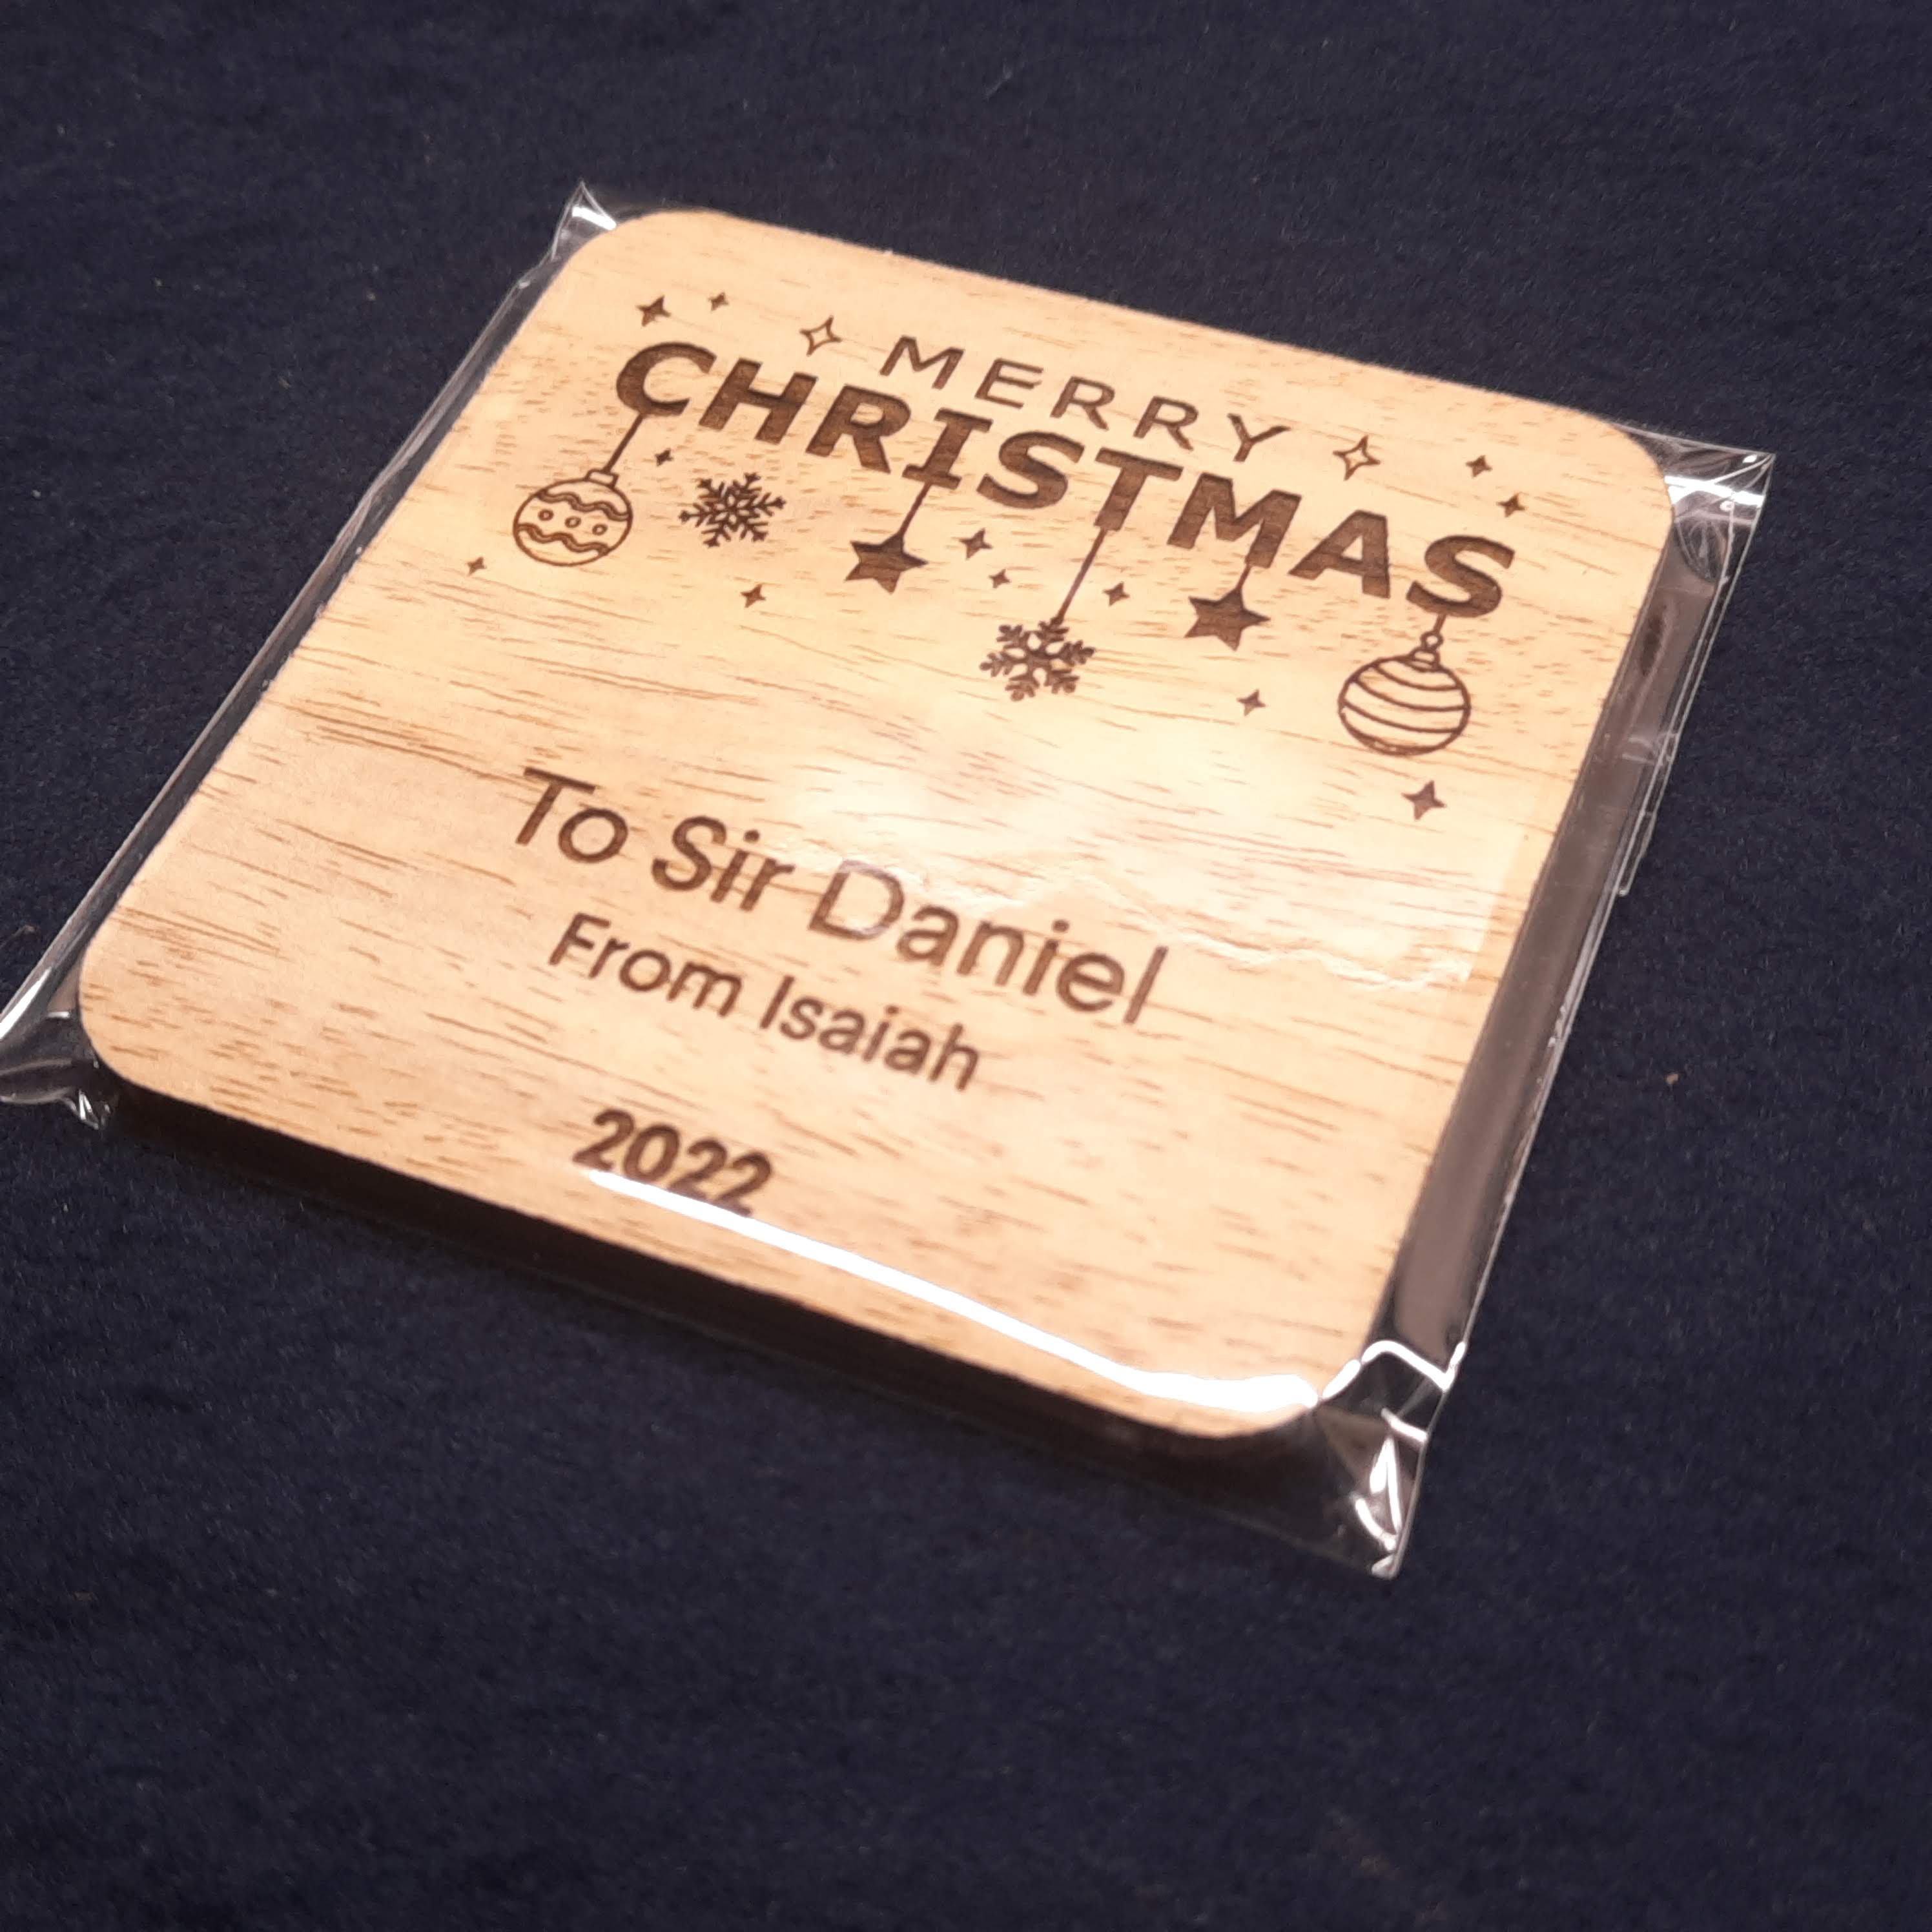 MERRY
CHRISTMAS
To Sir Daniel
From Isaiah
2022